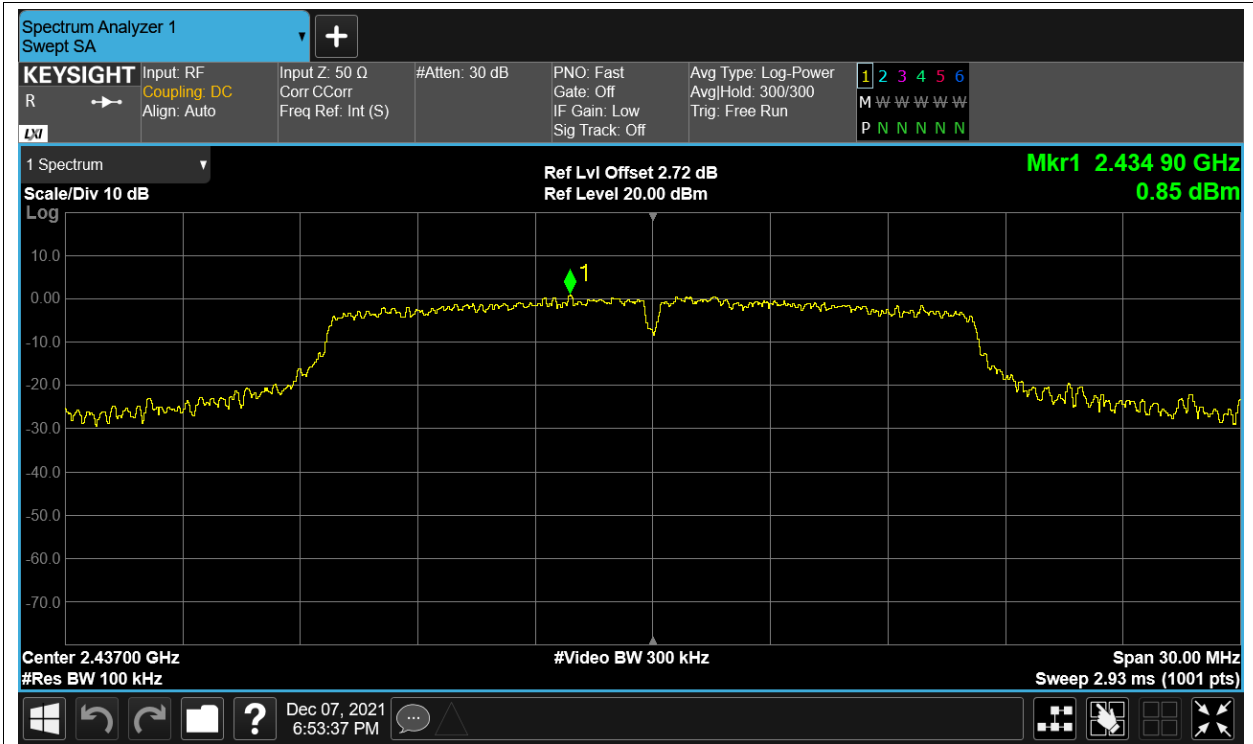 Spectrum Analyzer 1
Swept SA
KEYSIGHT
R
LXI
Input: RF
Coupling: DC
Align: Auto
Input Z: 50 Ω
Corr CCorr
Freq Ref: Int (S)
#Atten: 30 dB
PNO: Fast
Gate: Off
IF Gain: Low
Sig Track: Off
Avg Type: Log-Power
Avg|Hold: 300/300
Trig: Free Run
1 2 3 4 5 6
M W W W W W
P N N N N N
1 Spectrum
Scale/Div 10 dB
Ref Lvl Offset 2.72 dB
Ref Level 20.00 dBm
Mkr1 2.434 90 GHz
0.85 dBm
Log
10.0
0.00
-10.0
-20.0
-30.0
-40.0
-50.0
-60.0
-70.0
1
Center 2.43700 GHz
#Res BW 100 kHz
#Video BW 300 kHz
Span 30.00 MHz
Sweep 2.93 ms (1001 pts)
?
Dec 07, 2021
6:53:37 PM